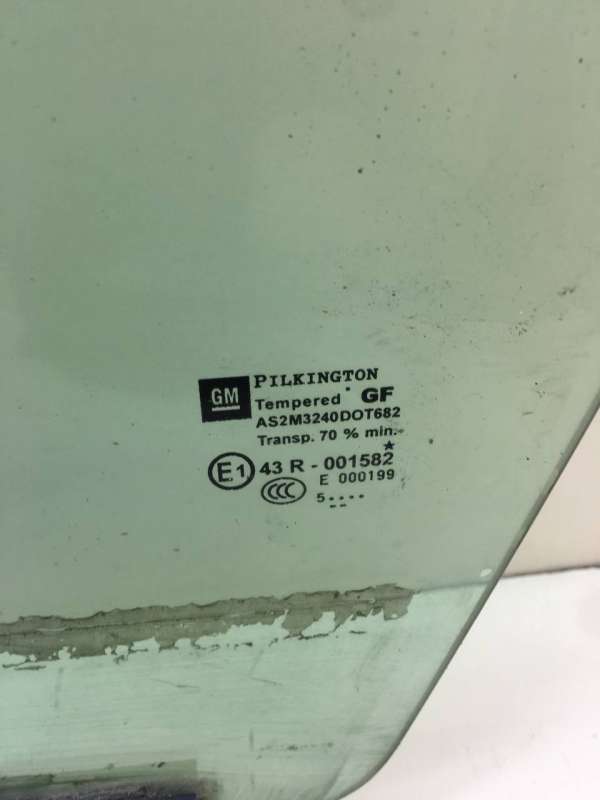 GM PILKINGTON
Tempered GF
AS2M3240DOT682
Transp. 70 % min.
E1 43 R - 001582
CCC E 000199
5....
--